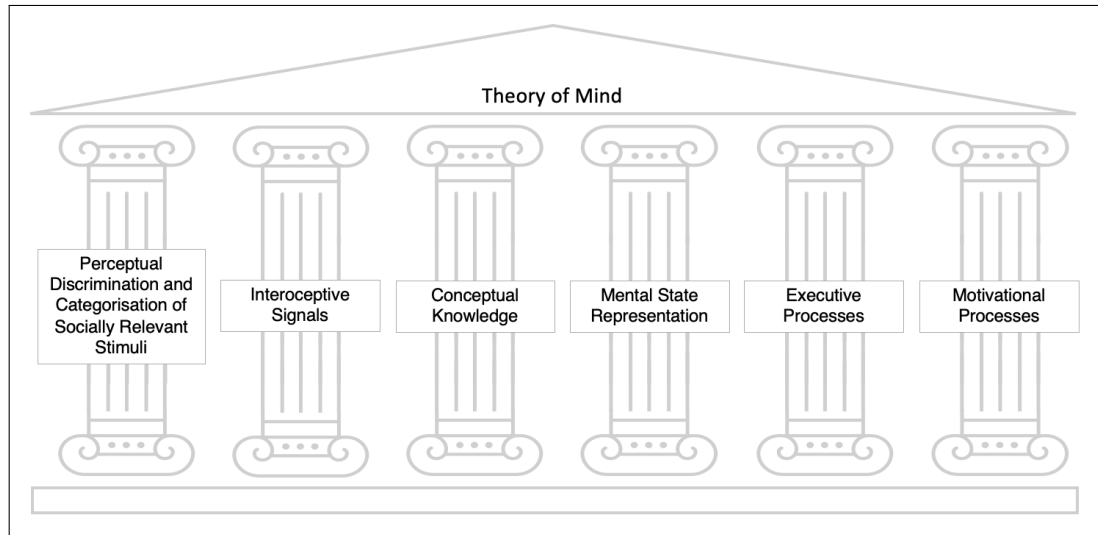 Theory of Mind
Perceptual
Discrimination and
Categorisation of
Socially Relevant
Stimuli
Interoceptive
Signals
Conceptual
Knowledge
Mental State
Representation
Executive
Processes
Motivational
Processes